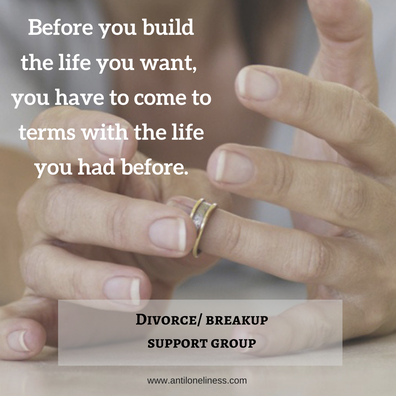 Before you build
the life you want,
you have to come to
terms with the life
you had before.
Divorce/ breakup
support group
www.antiloneliness.com